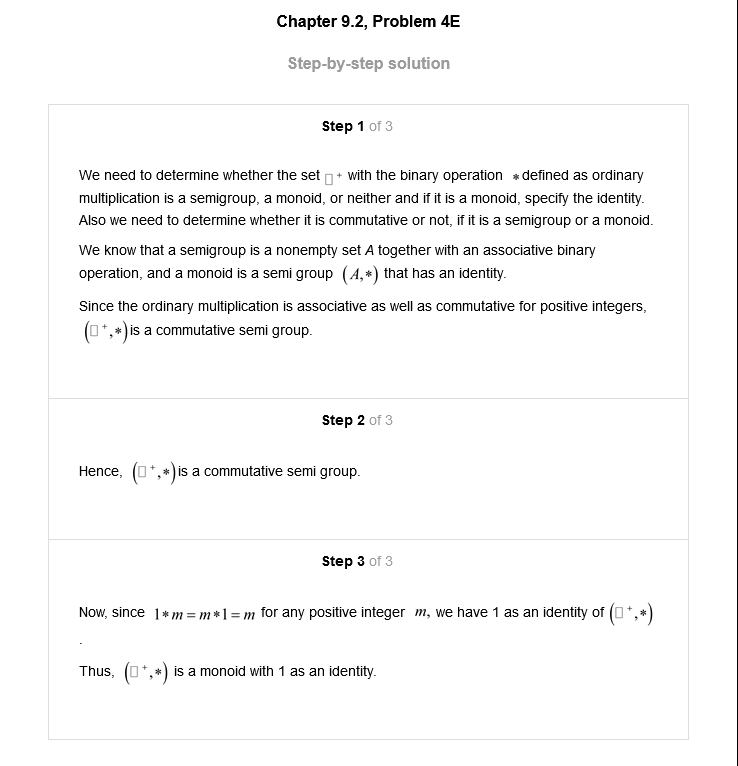 Chapter 9.2, Problem 4E
Step-by-step solution
Step 1 of 3
We need to determine whether the set □⁺ with the binary operation * defined as ordinary
multiplication is a semigroup, a monoid, or neither and if it is a monoid, specify the identity.
Also we need to determine whether it is commutative or not, if it is a semigroup or a monoid.
We know that a semigroup is a nonempty set A together with an associative binary
operation, and a monoid is a semi group (A,*) that has an identity.
Since the ordinary multiplication is associative as well as commutative for positive integers,
(□⁺,*) is a commutative semi group.
Step 2 of 3
Hence, (□⁺,*) is a commutative semi group.
Step 3 of 3
Now, since 1*m=m*1=m for any positive integer m, we have 1 as an identity of (□⁺,*)
.
Thus, (□⁺,*) is a monoid with 1 as an identity.